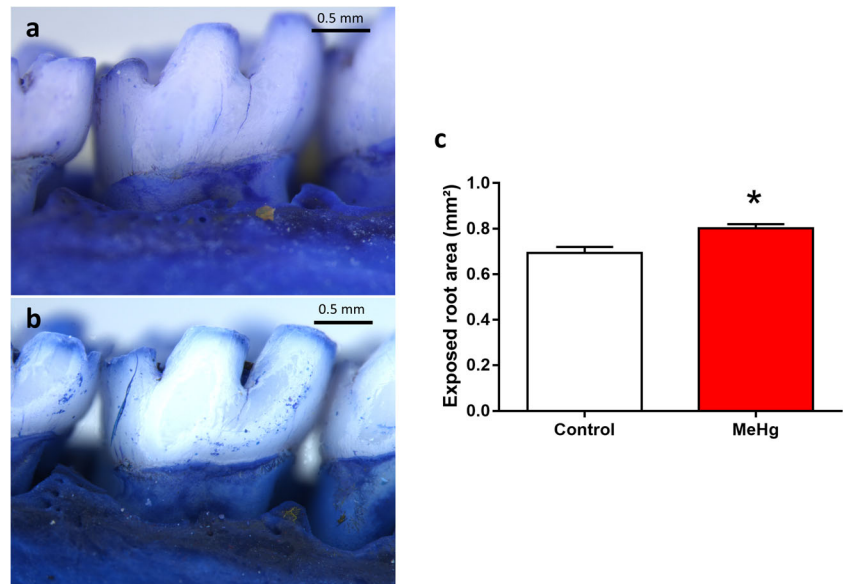 a
0.5 mm
b
0.5 mm
c
Exposed root area (mm²)
1.0
0.8
0.6
0.4
0.2
0.0
*
Control
MeHg